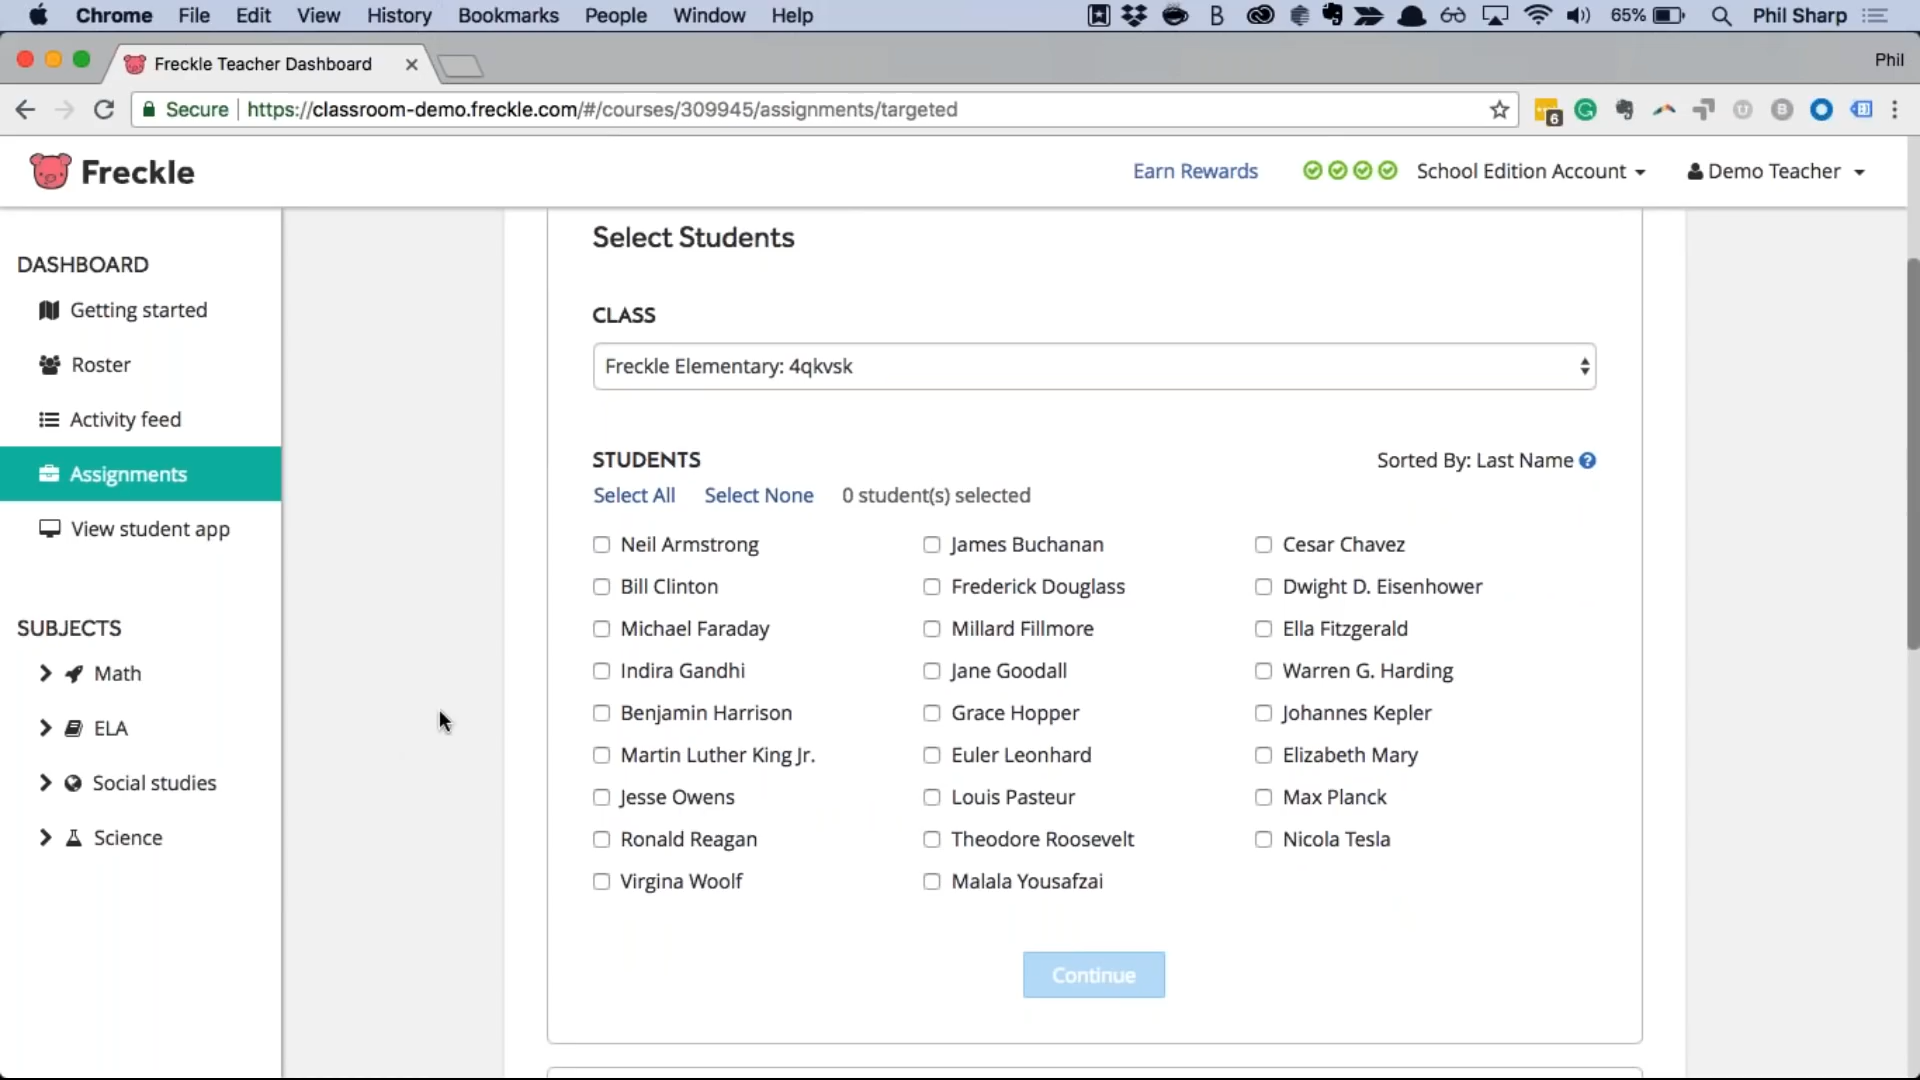 Chrome File Edit View History Bookmarks People Window Help 65% Phil Sharp
Freckle Teacher Dashboard Phil
Secure https://classroom-demo.freckle.com/#/courses/309945/assignments/targeted 6
Freckle Earn Rewards School Edition Account Demo Teacher
DASHBOARD
Getting started
Roster
Activity feed
Assignments
View student app
SUBJECTS
Math
ELA
Social studies
Science
Select Students
CLASS
Freckle Elementary: 4qkvsk
STUDENTS Sorted By: Last Name
Select All Select None 0 student(s) selected
Neil Armstrong James Buchanan Cesar Chavez
Bill Clinton Frederick Douglass Dwight D. Eisenhower
Michael Faraday Millard Fillmore Ella Fitzgerald
Indira Gandhi Jane Goodall Warren G. Harding
Benjamin Harrison Grace Hopper Johannes Kepler
Martin Luther King Jr. Euler Leonhard Elizabeth Mary
Jesse Owens Louis Pasteur Max Planck
Ronald Reagan Theodore Roosevelt Nicola Tesla
Virgina Woolf Malala Yousafzai
Continue